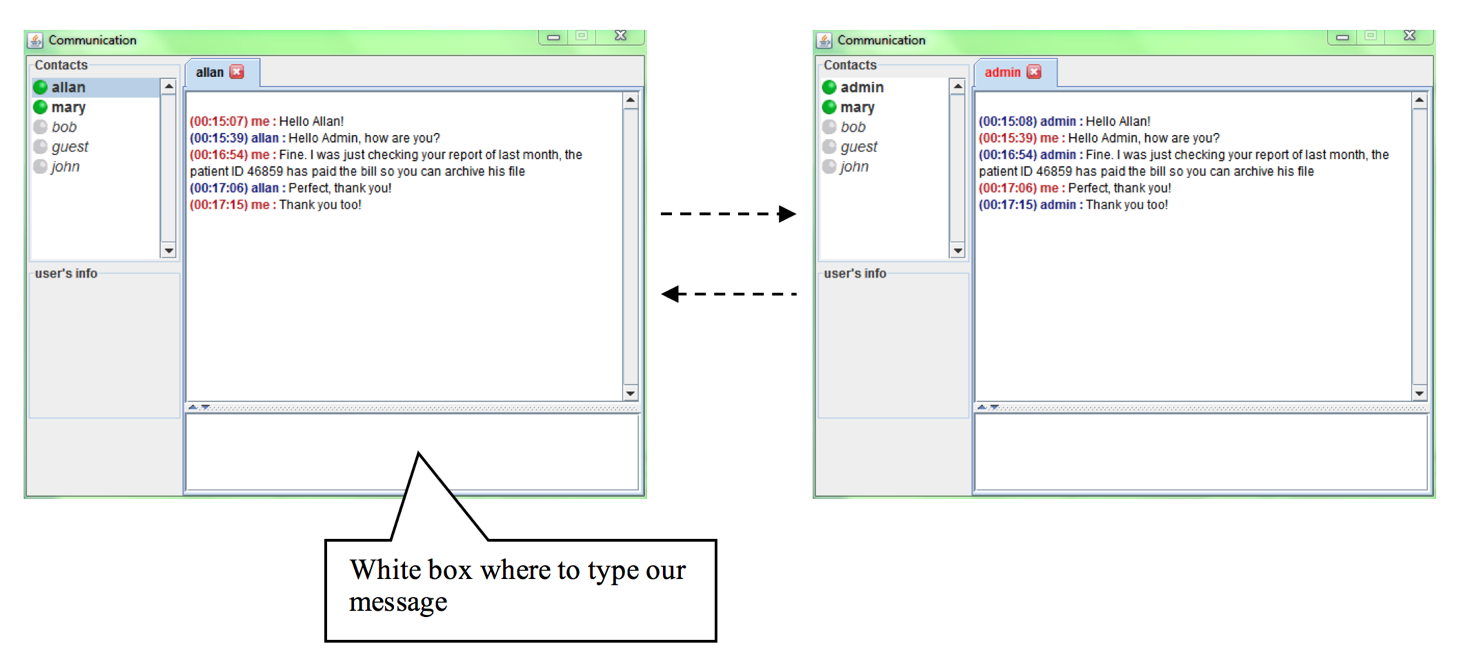 Communication
Contacts
allan
mary
bob
guest
john
user's info
allan
(00:15:07) me : Hello Allan!
(00:15:39) allan : Hello Admin, how are you?
(00:16:54) me : Fine. I was just checking your report of last month, the
patient ID 46859 has paid the bill so you can archive his file
(00:17:06) allan : Perfect, thank you!
(00:17:15) me : Thank you too!
Communication
Contacts
admin
mary
bob
guest
john
user's info
admin
(00:15:08) admin : Hello Allan!
(00:15:39) me : Hello Admin, how are you?
(00:16:54) admin : Fine. I was just checking your report of last month, the
patient ID 46859 has paid the bill so you can archive his file
(00:17:06) me : Perfect, thank you!
(00:17:15) admin : Thank you too!
White box where to type our
message